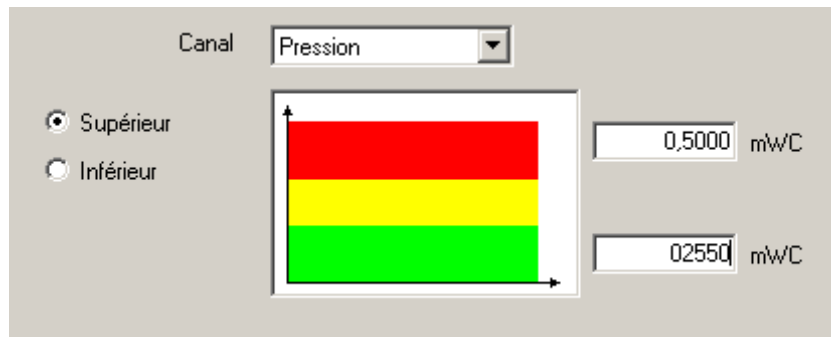 Canal Pression
Supérieur
0,5000 mWC
Inférieur
02550 mWC